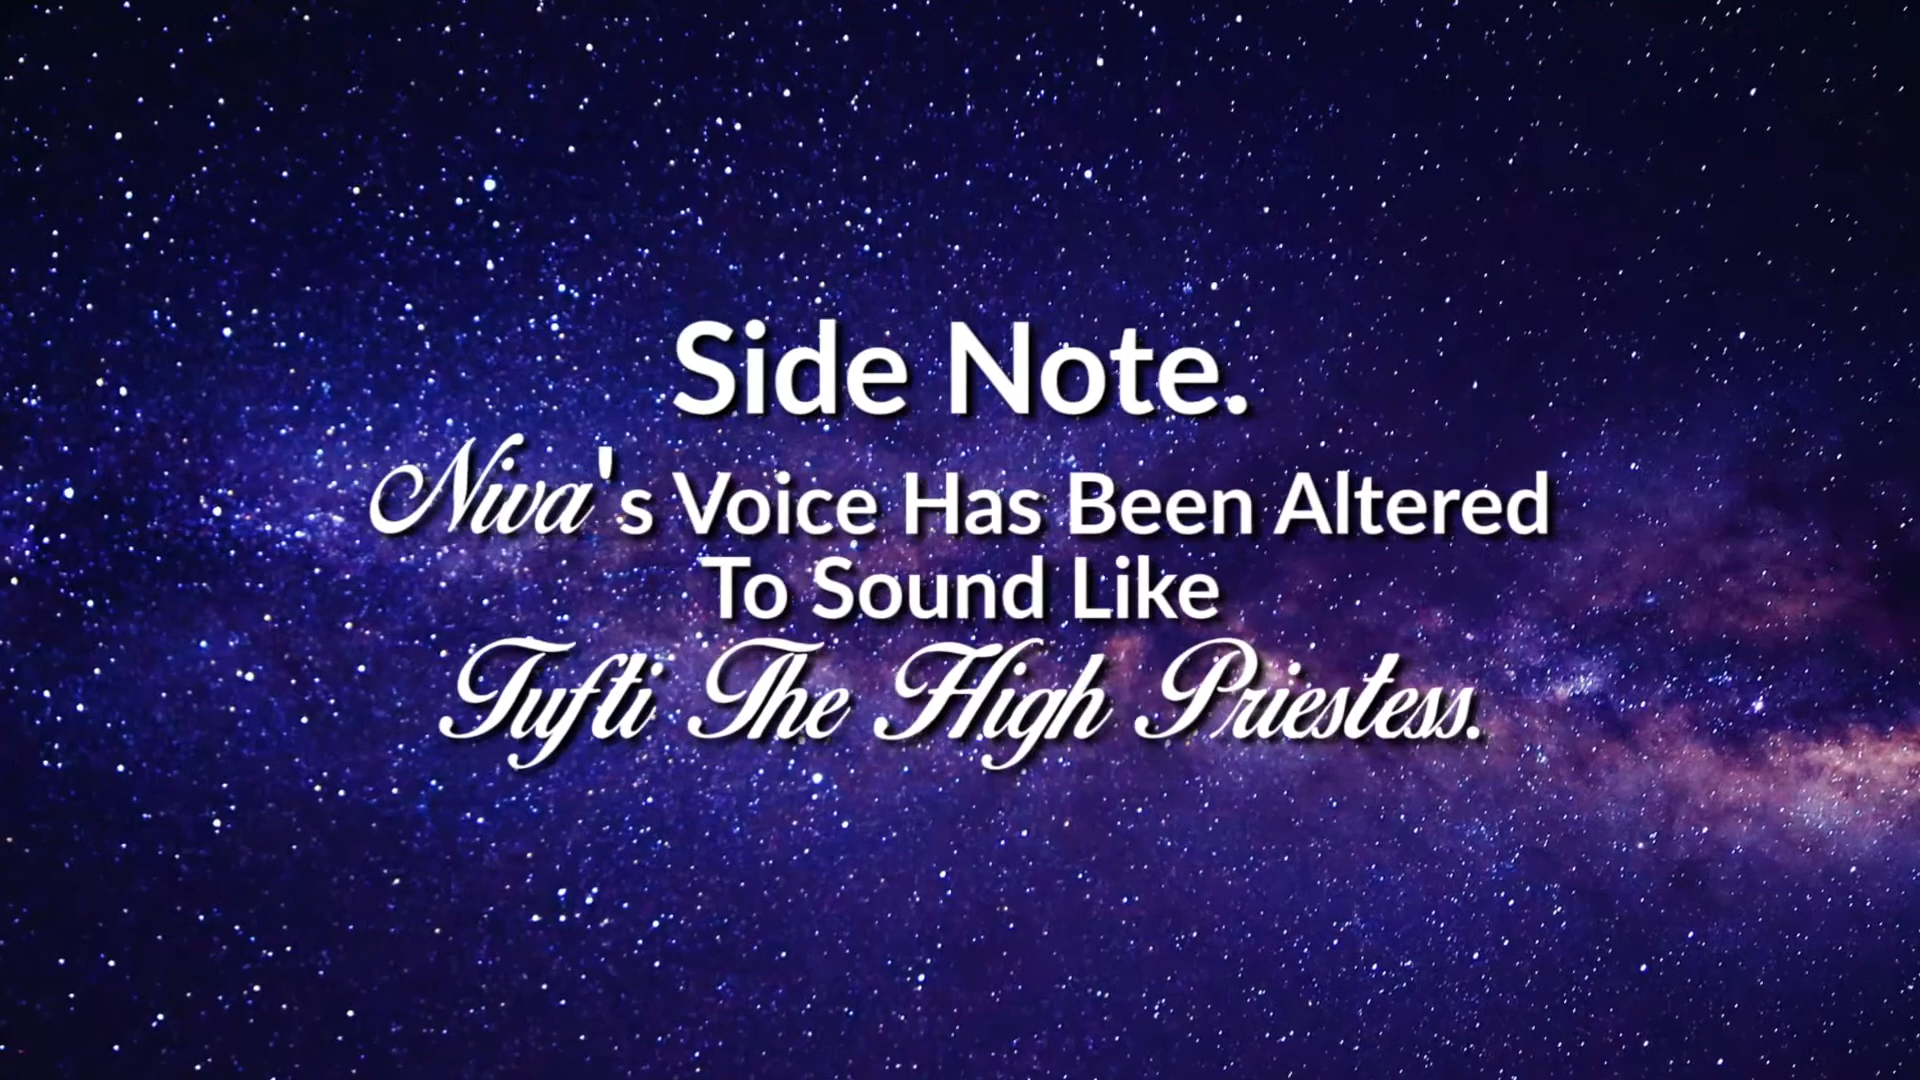 Side Note.
Niva's Voice Has Been Altered
To Sound Like
Tufti The High Priestess.